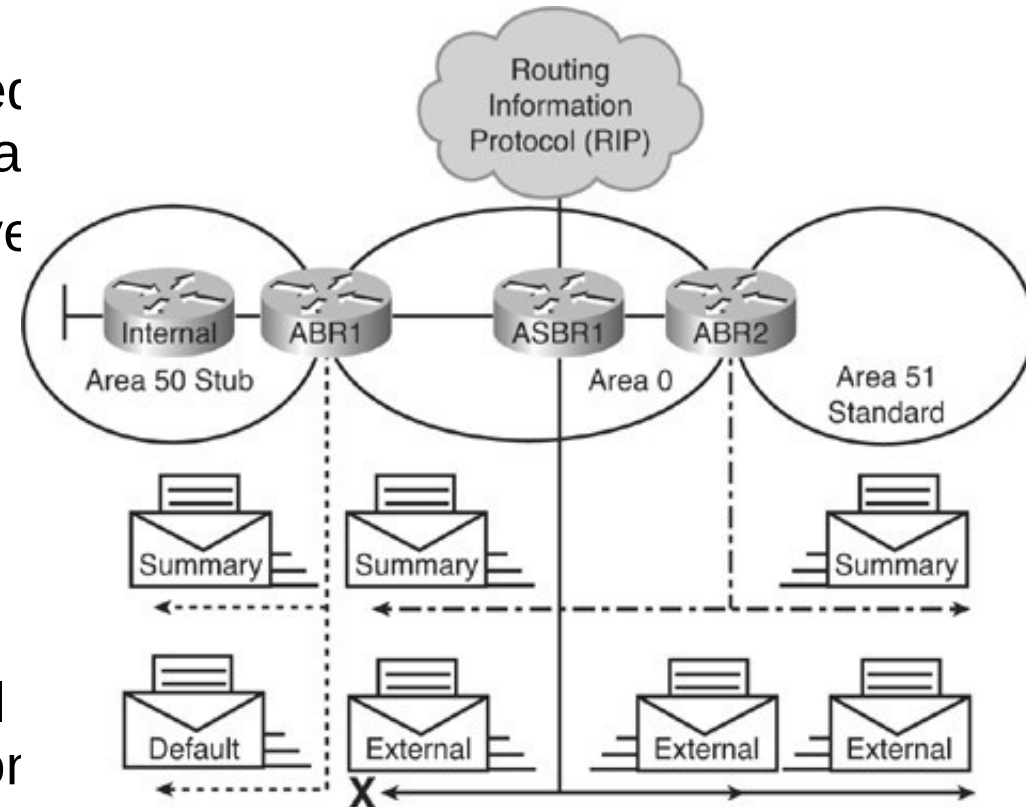 Routing
Information
Protocol (RIP)
Internal
ABR1
ASBR1
ABR2
Area 50 Stub
Area 0
Area 51
Standard
Summary
Summary
Summary
Default
External
External
External
X